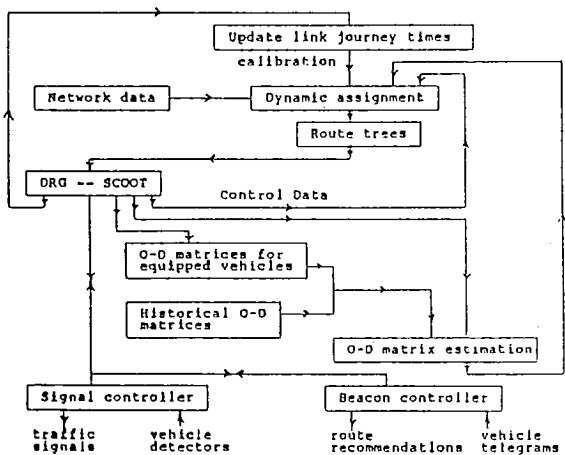 Update link journey times
calibration
Network data
Dynamic assignment
Route trees
DRG -- SCOOT
Control Data
O-D matrices for
equipped vehicles
Historical O-D
matrices
O-D matrix estimation
Signal controller
Beacon controller
traffic
signals
vehicle
detectors
route
recommendations
vehicle
telegrams